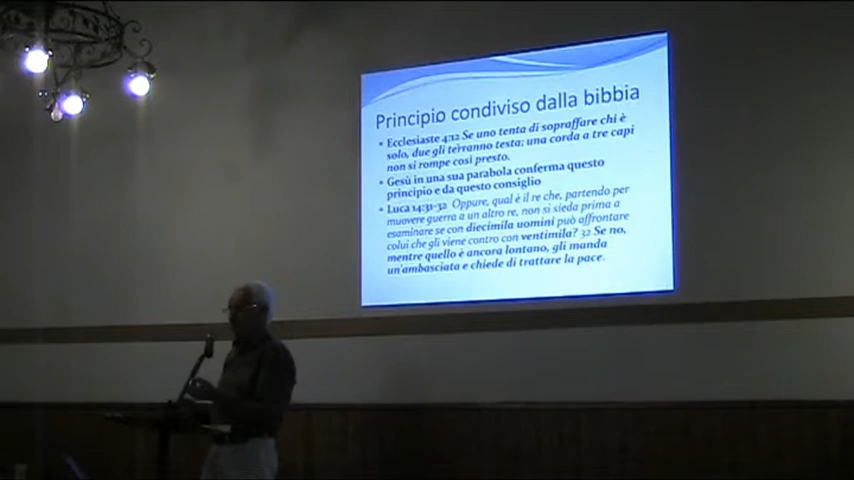 Principio condiviso dalla bibbia
• Ecclesiaste 4:12 Se uno tenta di sopraffare chi è
solo, due gli terranno testa; una corda a tre capi
non si rompe così presto.
• Gesù in una sua parabola conferma questo
principio e da questo consiglio
• Luca 14:31-32 Oppure, qual è il re che, partendo per
muovere guerra a un altro re, non si sieda prima a
esaminare se con diecimila uomini può affrontare
colui che gli viene contro con ventimila? 32 Se no,
mentre quello è ancora lontano, gli manda
un'ambasciata e chiede di trattare la pace.